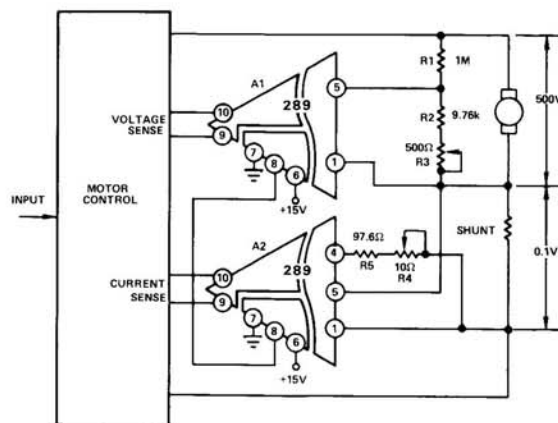 R1 1M
A1
5
500V
10
289
R2 9.76k
VOLTAGE
SENSE
9
7
8
6
1
500Ω
R3
+15V
INPUT
MOTOR
CONTROL
A2
4
97.6Ω
R5
10Ω
R4
SHUNT
0.1V
10
289
5
CURRENT
SENSE
9
7
8
6
1
+15V